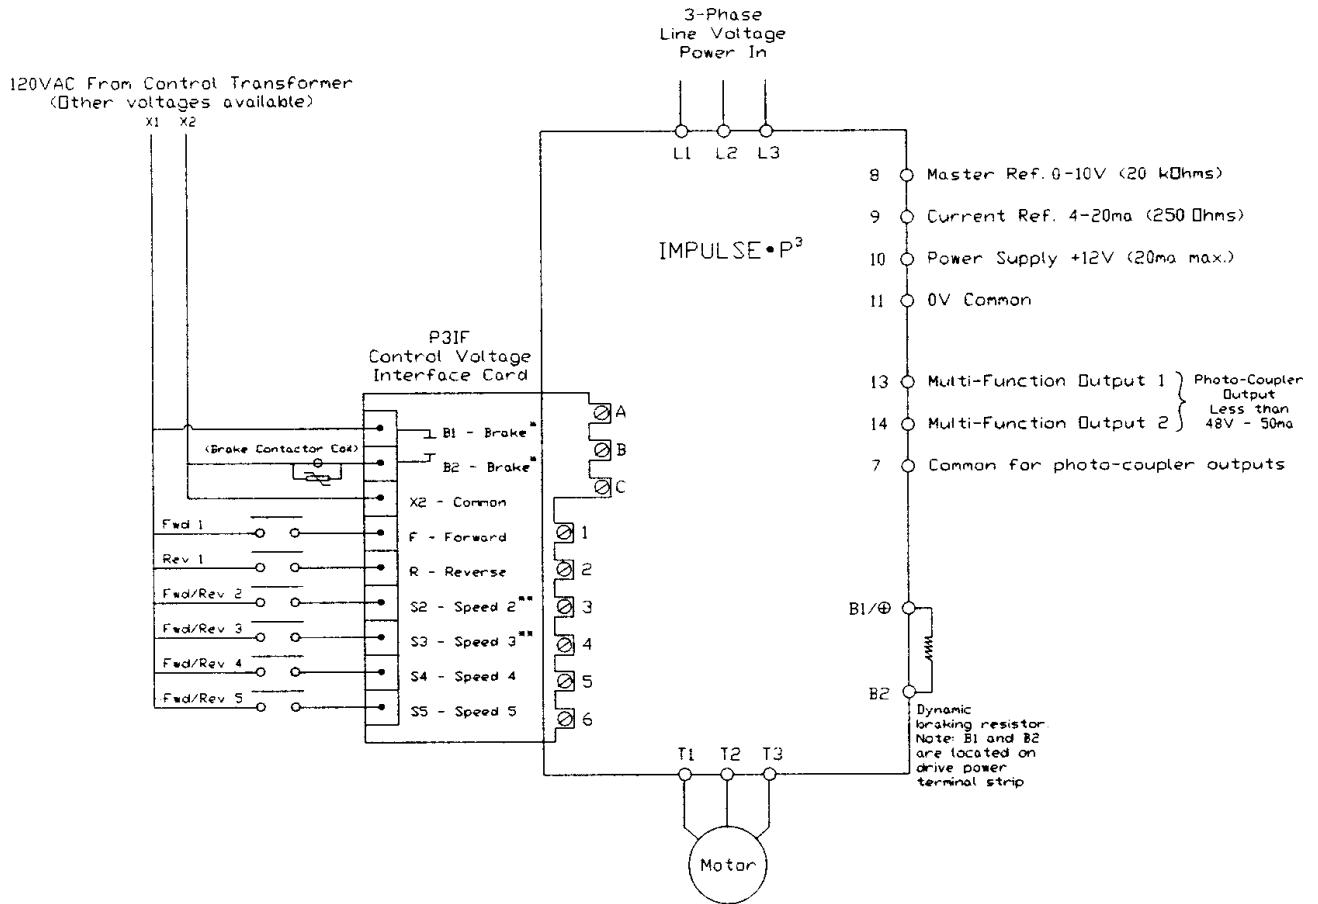 3-Phase
Line Voltage
Power In
120VAC From Control Transformer
(Other voltages available)
X1 X2
L1 L2 L3
IMPULSE•P³
8 Master Ref. 0-10V (20 kOhms)
9 Current Ref. 4-20ma (250 Ohms)
10 Power Supply +12V (20ma max.)
11 0V Common
13 Multi-Function Output 1
14 Multi-Function Output 2
Photo-Coupler
Output
Less than
48V - 50ma
7 Common for photo-coupler outputs
P3IF
Control Voltage
Interface Card
B1 - Brake*
(Brake Contactor Coil)
B2 - Brake*
X2 - Common
Fwd 1
F - Forward
Rev 1
R - Reverse
Fwd/Rev 2
S2 - Speed 2**
Fwd/Rev 3
S3 - Speed 3**
Fwd/Rev 4
S4 - Speed 4
Fwd/Rev 5
S5 - Speed 5
A
B
C
1
2
3
4
5
6
B1/⊕
B2
Dynamic
braking resistor.
Note: B1 and B2
are located on
drive power
terminal strip
T1 T2 T3
Motor